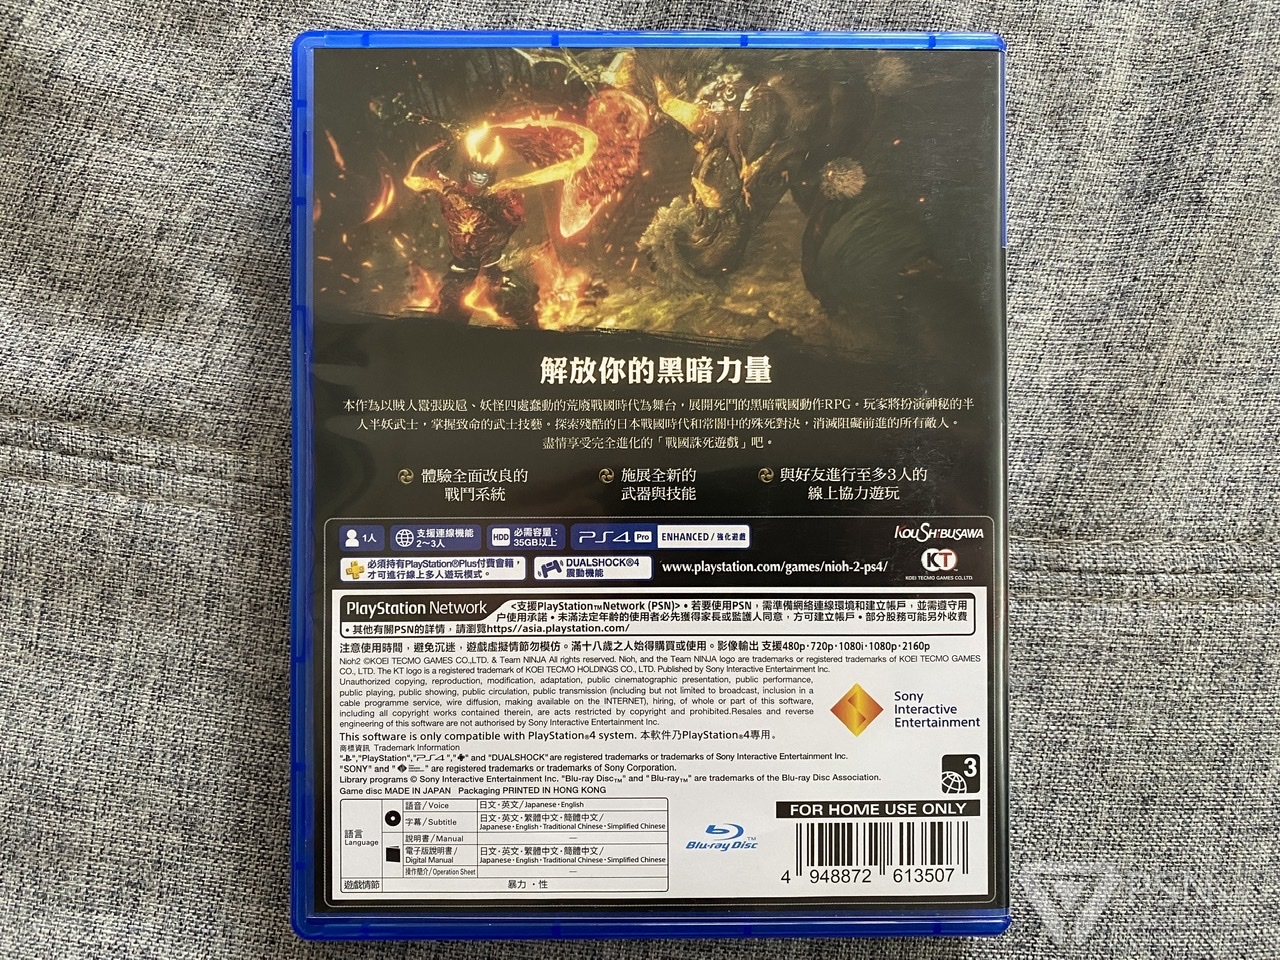 解放你的黑暗力量
本作為以賊人囂張跋扈、妖怪四處蠢動的荒廢戰國時代為舞台，展開死鬥的黑暗戰國動作RPG。玩家將扮演神秘的半
人半妖武士，掌握致命的武士技藝。探索殘酷的日本戰國時代和常闇中的殊死對決，消滅阻礙前進的所有敵人。
盡情享受完全進化的「戰國誅死遊戲」吧。
體驗全面改良的
戰鬥系統
施展全新的
武器與技能
與好友進行至多3人的
線上協力遊玩
1人
支援連線機能
2～3人
HDD 必需容量：
35GB以上
PS4 Pro ENHANCED / 強化遊戲
KOU SHIBUSAWA
必須持有PlayStation®Plus付費會籍，
才可進行線上多人遊玩模式。
DUALSHOCK®4
震動機能
www.playstation.com/games/nioh-2-ps4/
KT
KOEI TECMO GAMES CO., LTD.
PlayStation Network
<支援PlayStation™Network (PSN)>・若要使用PSN，需準備網絡連線環境和建立帳戶，並需遵守用
戶使用承諾・未滿法定年齡的使用者必先獲得家長或監護人同意，方可建立帳戶・部分服務可能另外收費
・其他有關PSN的詳情，請瀏覽https//asia.playstation.com/
注意使用時間，避免沉迷，遊戲虛擬情節勿模仿。滿十八歲之人始得購買或使用。影像輸出 支援480p・720p・1080i・1080p・2160p
Nioh2 ©KOEI TECMO GAMES CO.,LTD. & Team NINJA All rights reserved. Nioh, and the Team NINJA logo are trademarks or registered trademarks of KOEI TECMO GAMES
CO., LTD. The KT logo is a registered trademark of KOEI TECMO HOLDINGS CO., LTD. Published by Sony Interactive Entertainment Inc.
Unauthorized copying, reproduction, modification, adaptation, public cinematographic presentation, public performance,
public playing, public showing, public circulation, public transmission (including but not limited to broadcast, inclusion in a
cable programme service, wire diffusion, making available on the INTERNET), hiring, of whole or part of this software,
including all copyright works contained therein, are acts restricted by copyright and prohibited.Resales and reverse
engineering of this software are not authorised by Sony Interactive Entertainment Inc.
Sony
Interactive
Entertainment
This software is only compatible with PlayStation®4 system. 本軟件乃PlayStation®4專用。
商標資訊 Trademark Information
" ","PlayStation","PS4"," " and "DUALSHOCK" are registered trademarks or trademarks of Sony Interactive Entertainment Inc.
"SONY" and " " are registered trademarks or trademarks of Sony Corporation.
Library programs © Sony Interactive Entertainment Inc. "Blu-ray Disc™" and "Blu-ray™" are trademarks of the Blu-ray Disc Association.
Game disc MADE IN JAPAN Packaging PRINTED IN HONG KONG
3
FOR HOME USE ONLY
語言
Language
語音/Voice 日文・英文/Japanese・English
字幕/Subtitle 日文・英文・繁體中文・簡體中文/
Japanese・English・Traditional Chinese・Simplified Chinese
說明書/Manual —
電子版說明書/
Digital Manual
日文・英文・繁體中文・簡體中文/
Japanese・English・Traditional Chinese・Simplified Chinese
操作簡介/Operation Sheet —
遊戲情節 暴力・性
Blu-ray Disc™
4 948872 613507